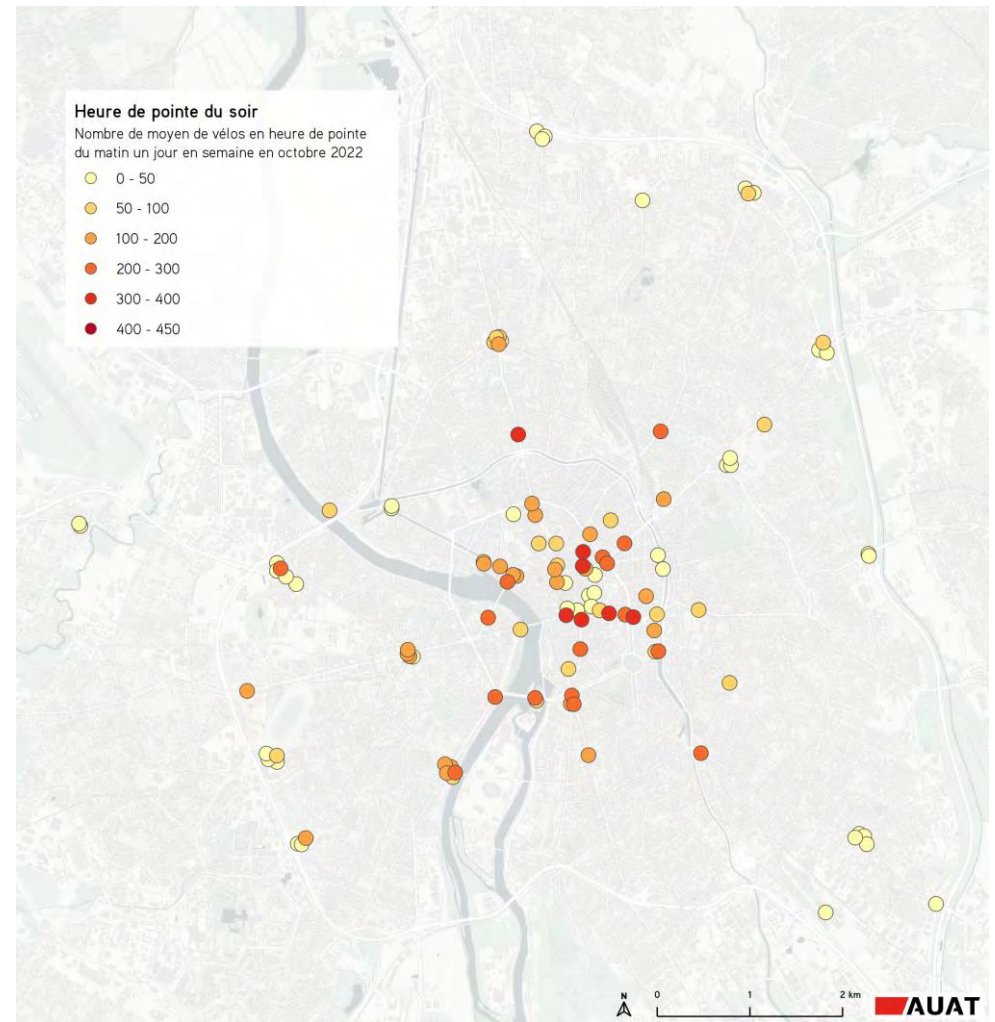 Heure de pointe du soir
Nombre de moyen de vélos en heure de pointe
du matin un jour en semaine en octobre 2022
0 - 50
50 - 100
100 - 200
200 - 300
300 - 400
400 - 450
N
0 1 2 km
AUAT